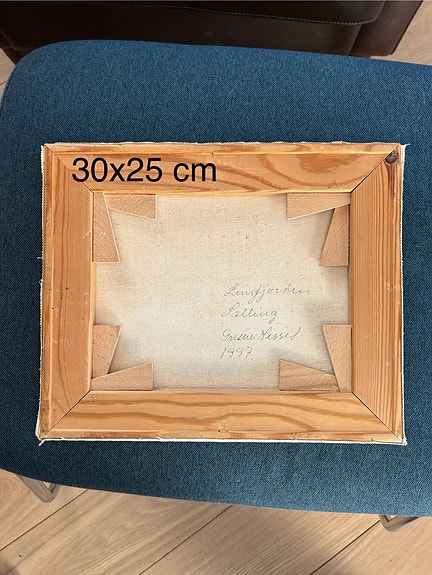 30x25 cm
Limfjorden
Salling
1997